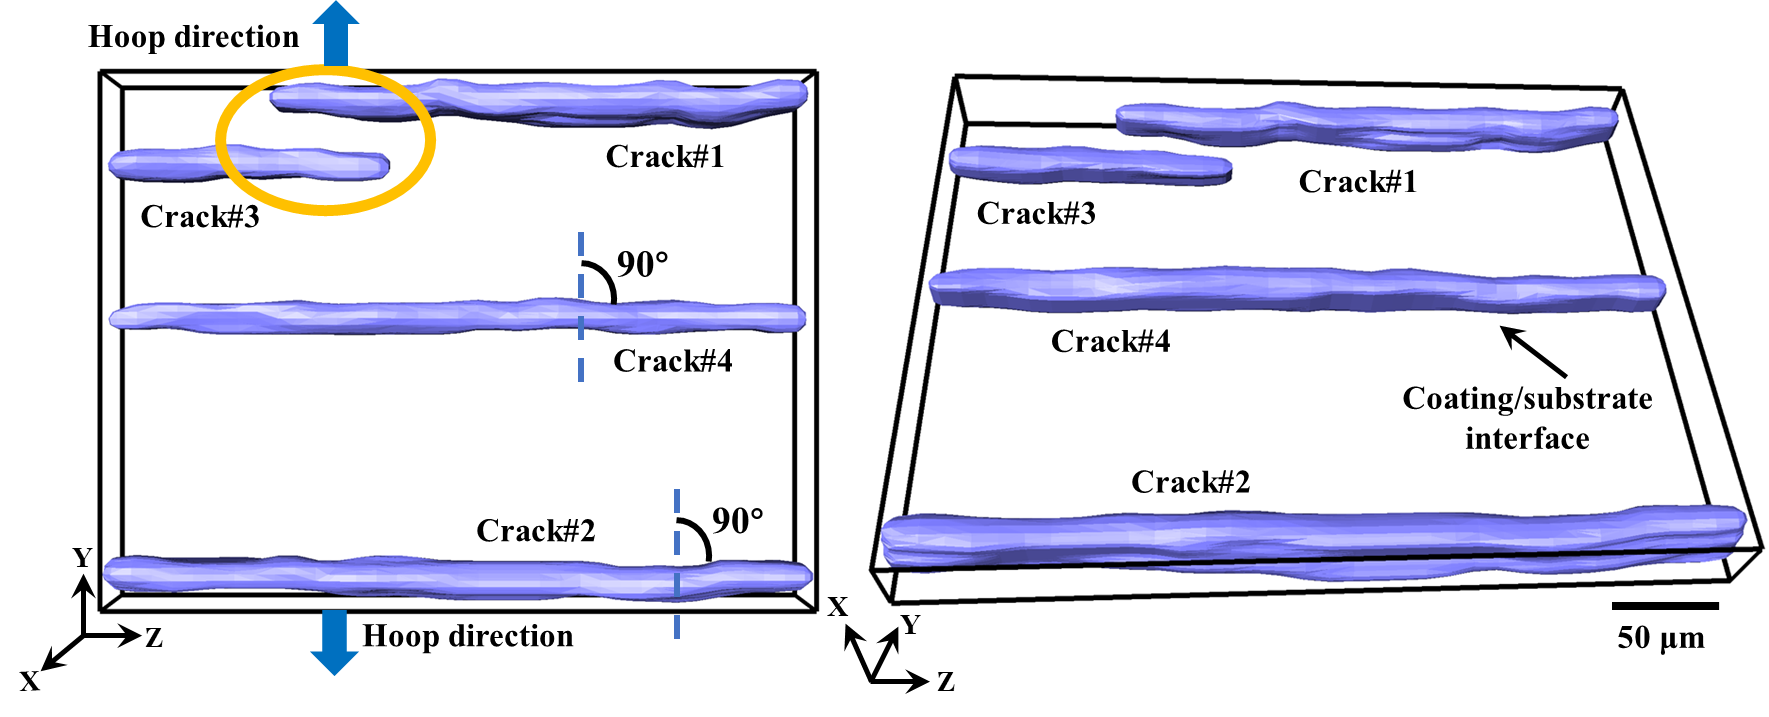 Hoop direction
Crack#1
Crack#3
90°
Crack#4
90°
Crack#2
Y
Z
X
Hoop direction
Crack#1
Crack#3
Crack#4
Coating/substrate
interface
Crack#2
X
Y
Z
50 μm